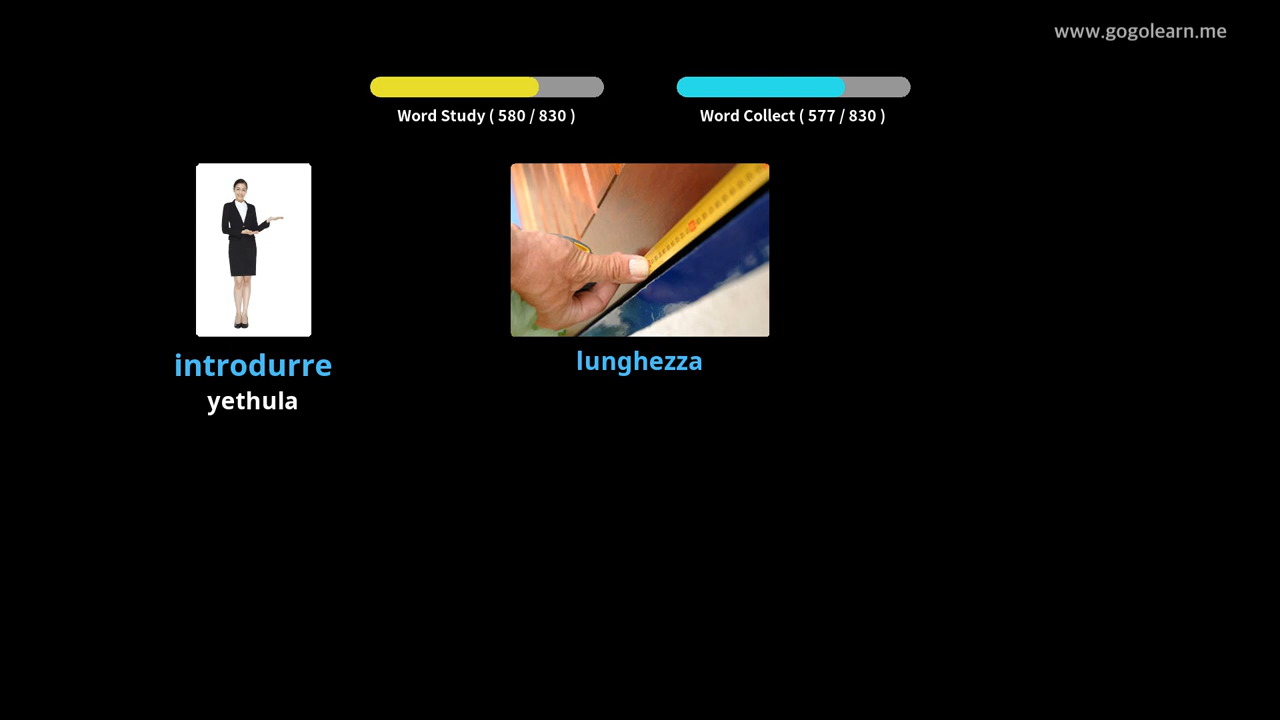 www.gogolearn.me
Word Study ( 580 / 830 )
Word Collect ( 577 / 830 )
introdurre
yethula
lunghezza